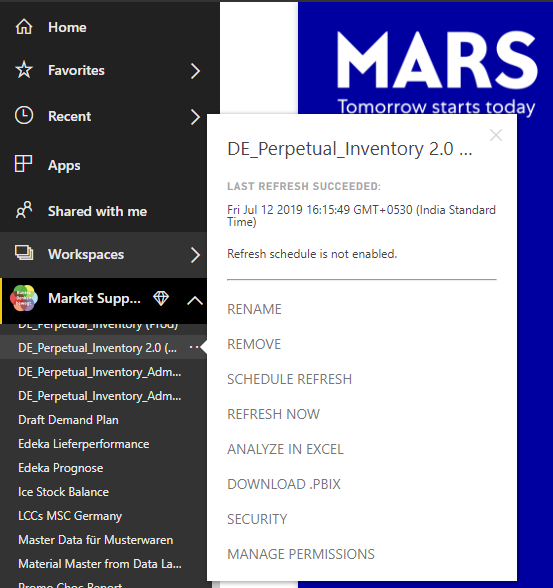 Home
Favorites
Recent
Apps
Shared with me
Workspaces
Market Supp...
DE_Perpetual_Inventory (Prod)
DE_Perpetual_Inventory 2.0 (...
DE_Perpetual_Inventory_Adm...
DE_Perpetual_Inventory_Adm...
Draft Demand Plan
Edeka Lieferperformance
Edeka Prognose
Ice Stock Balance
LCCs MSC Germany
Master Data für Musterwaren
Material Master from Data La...
Promo Choc Report
MARS
Tomorrow starts today
DE_Perpetual_Inventory 2.0 ...
LAST REFRESH SUCCEEDED:
Fri Jul 12 2019 16:15:49 GMT+0530 (India Standard
Time)
Refresh schedule is not enabled.
RENAME
REMOVE
SCHEDULE REFRESH
REFRESH NOW
ANALYZE IN EXCEL
DOWNLOAD .PBIX
SECURITY
MANAGE PERMISSIONS